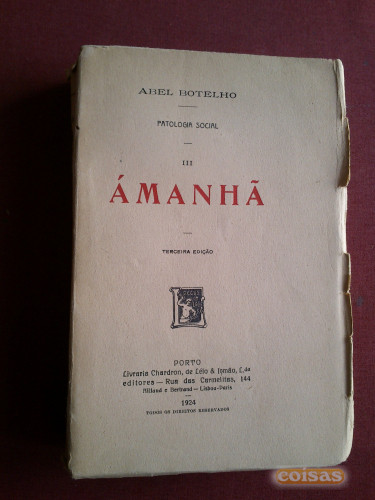 ABEL BOTELHO
PATOLOGIA SOCIAL
III
ÁMANHÃ
TERCEIRA EDIÇÃO
PORTO
Livraria Chardron, de Lélo & Irmão, L.da
editores — Rua das Carmelitas, 144
Aillaud e Bertrand — Lisboa-Paris
1924
TODOS OS DIREITOS RESERVADOS
coisas